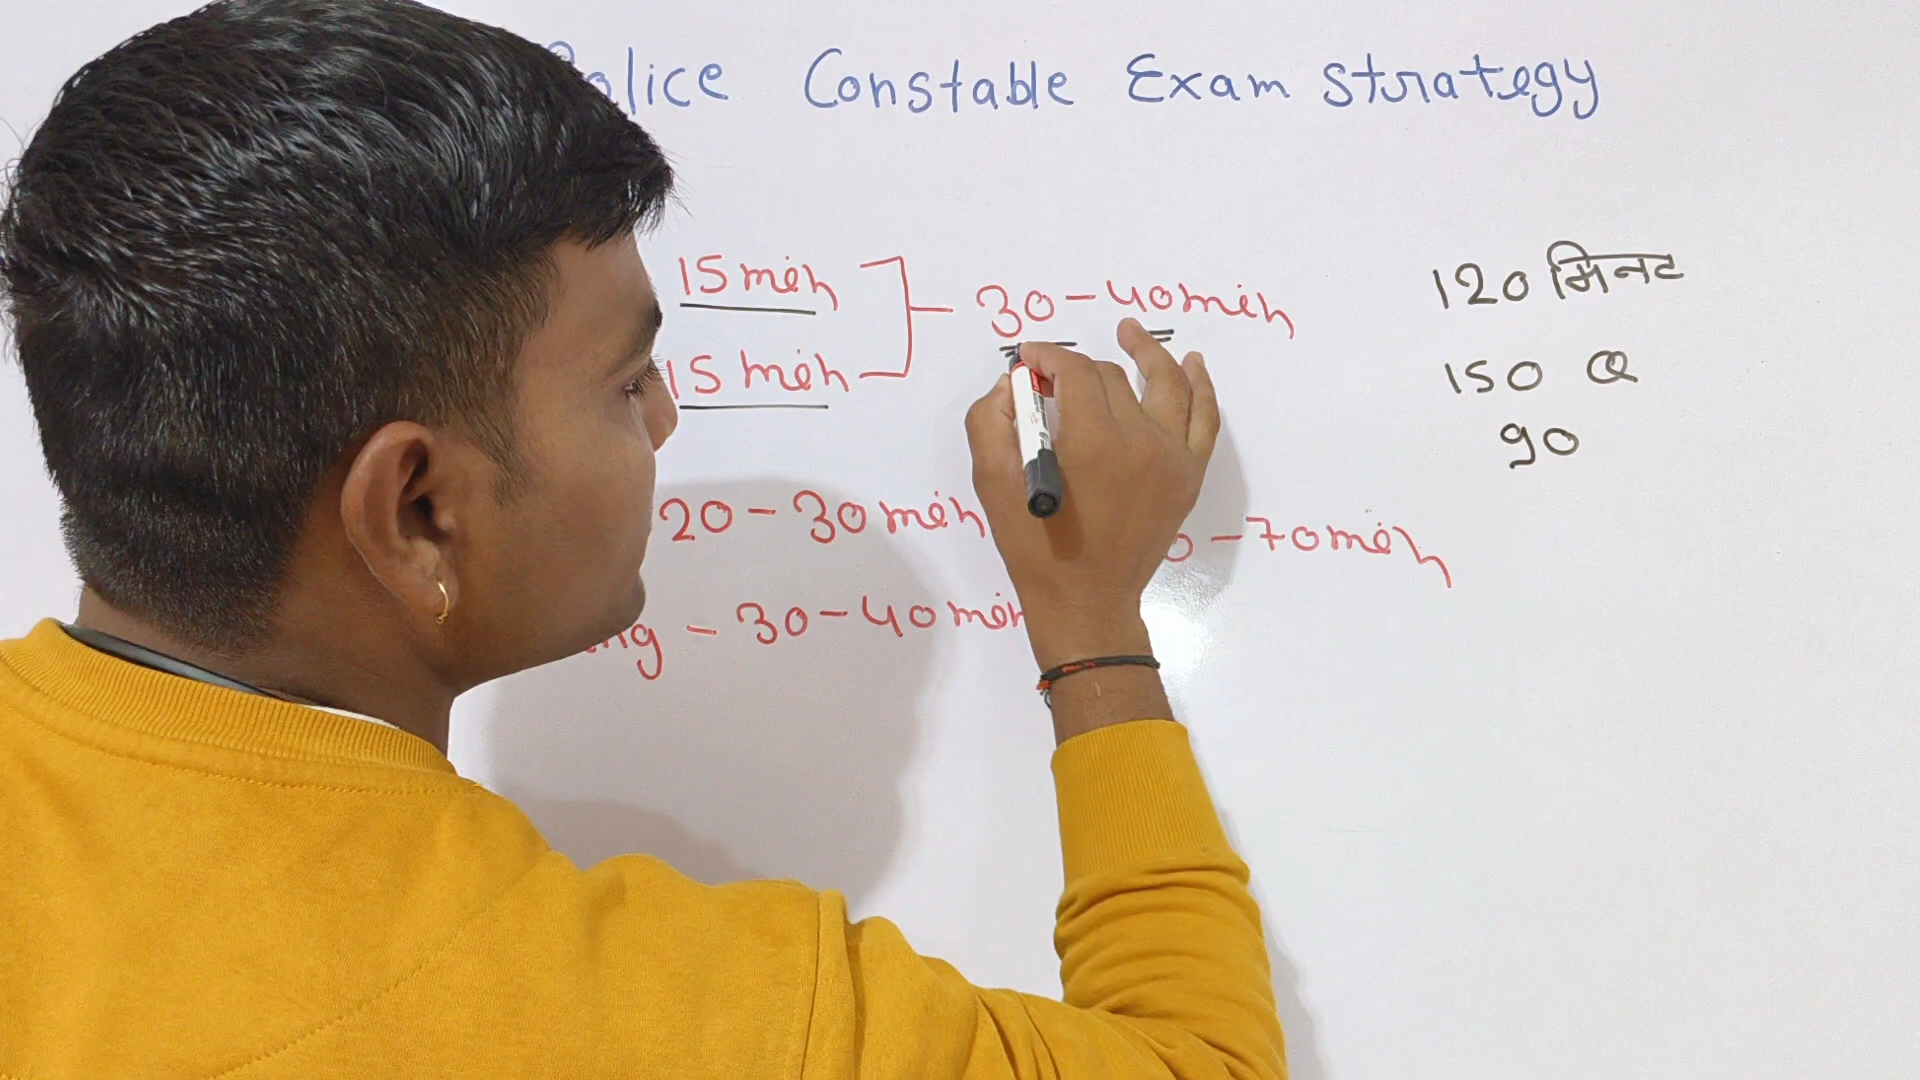 Police Constable Exam Strategy
15 min
30-40 min
15 min
120 मिनट
150 Q
90
20-30 min
-70 min
- 30-40 min